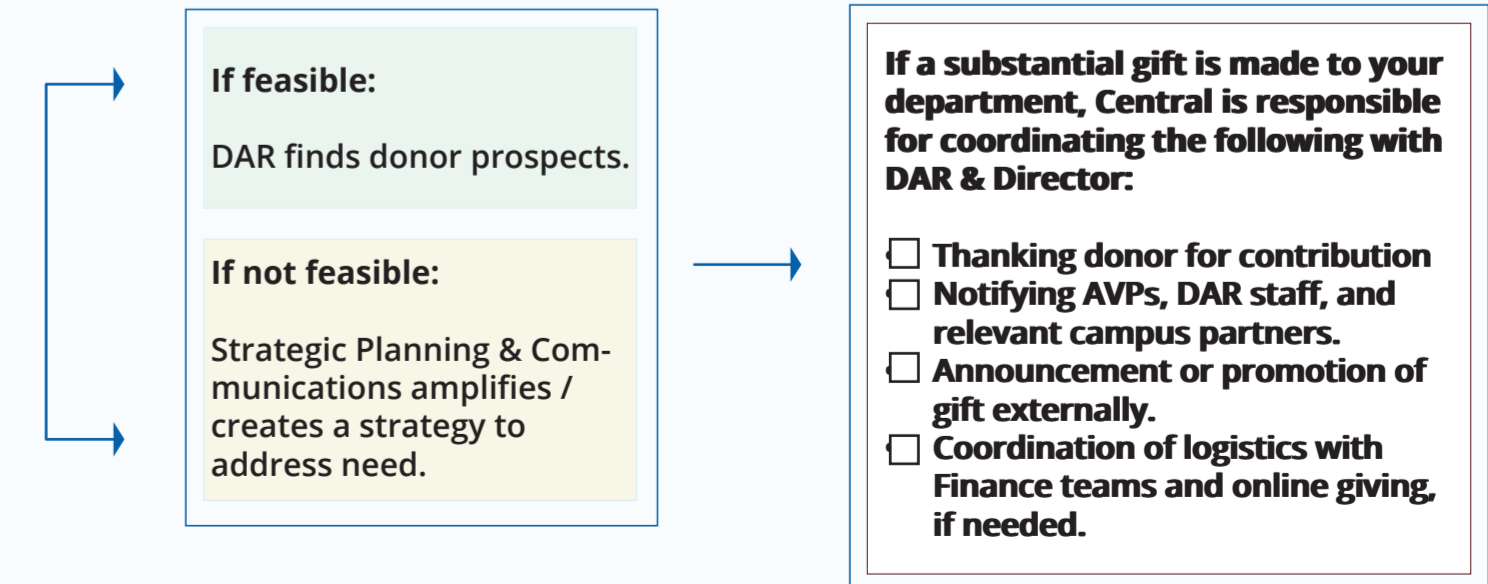 If feasible:
DAR finds donor prospects.
If not feasible:
Strategic Planning & Com-
munications amplifies /
creates a strategy to
address need.
If a substantial gift is made to your
department, Central is responsible
for coordinating the following with
DAR & Director:
Thanking donor for contribution
Notifying AVPs, DAR staff, and
relevant campus partners.
Announcement or promotion of
gift externally.
Coordination of logistics with
Finance teams and online giving,
if needed.